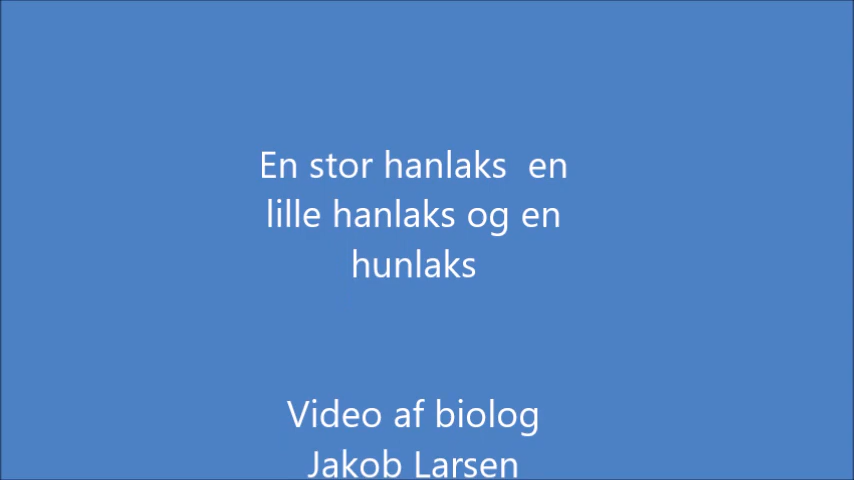 En stor hanlaks  en
lille hanlaks og en
hunlaks
Video af biolog
Jakob Larsen